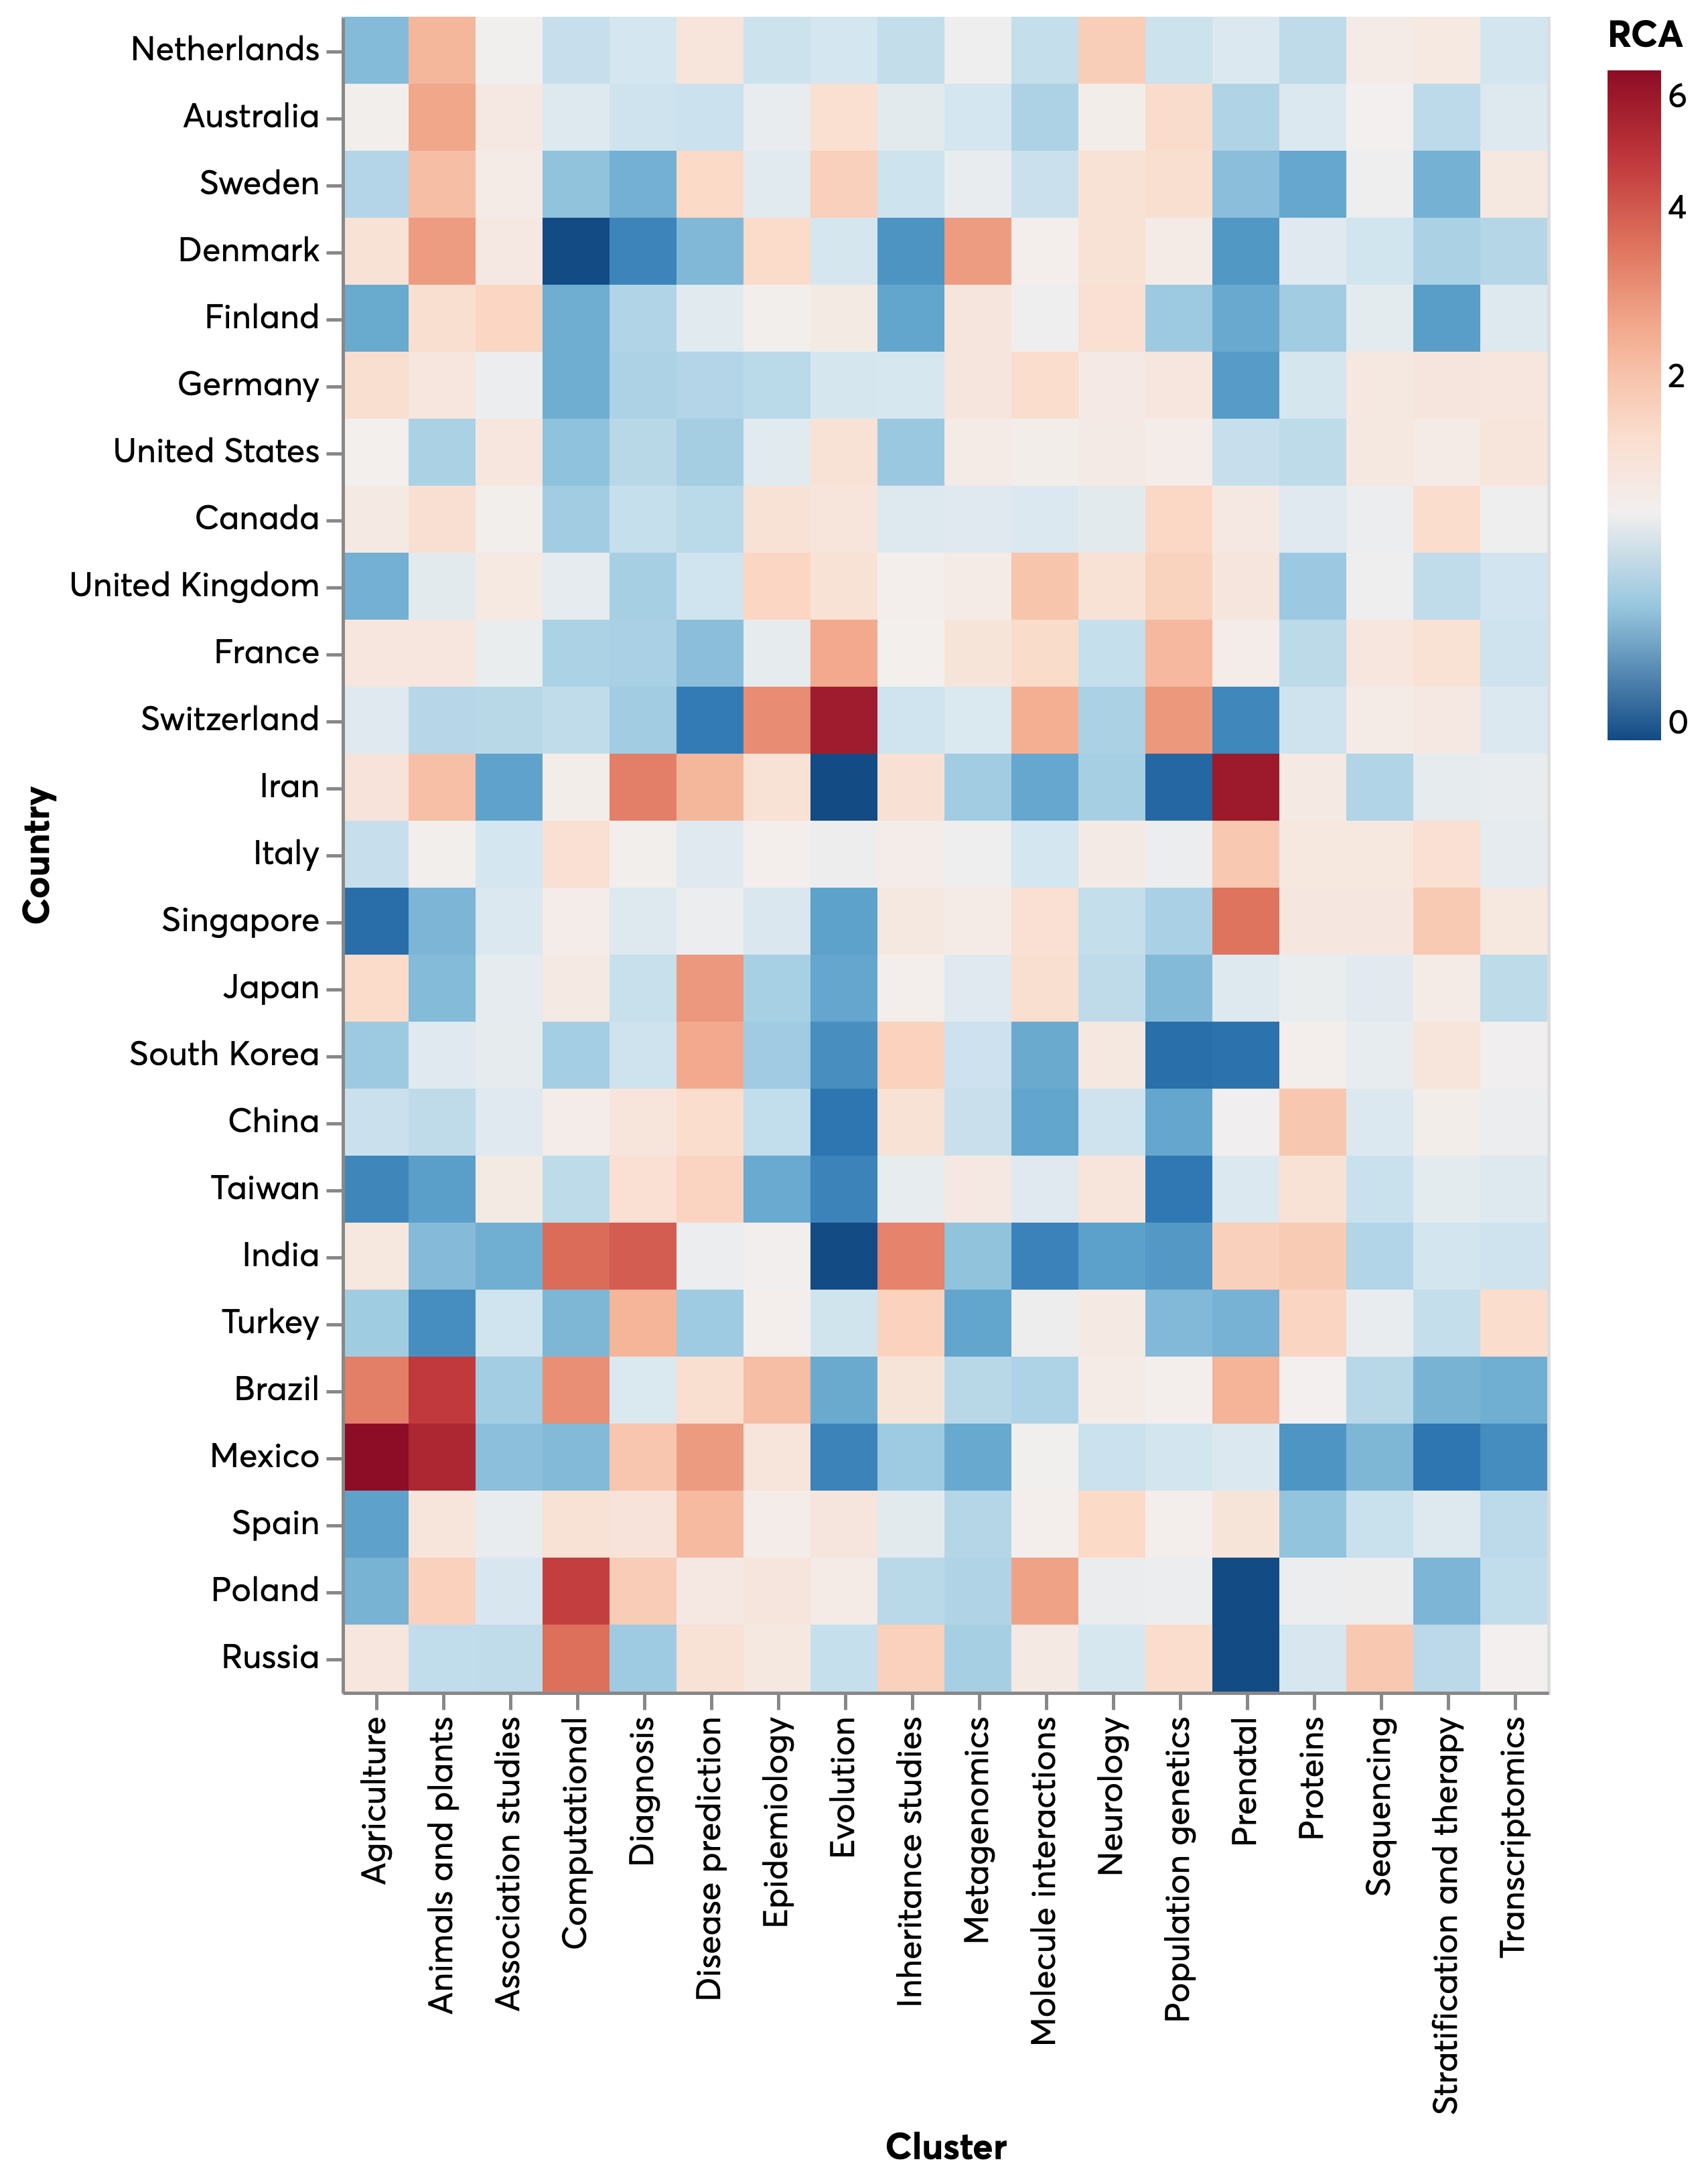 RCA
6
4
2
0
Country
Netherlands
Australia
Sweden
Denmark
Finland
Germany
United States
Canada
United Kingdom
France
Switzerland
Iran
Italy
Singapore
Japan
South Korea
China
Taiwan
India
Turkey
Brazil
Mexico
Spain
Poland
Russia
Agriculture
Animals and plants
Association studies
Computational
Diagnosis
Disease prediction
Epidemiology
Evolution
Inheritance studies
Metagenomics
Molecule interactions
Neurology
Population genetics
Prenatal
Proteins
Sequencing
Stratification and therapy
Transcriptomics
Cluster